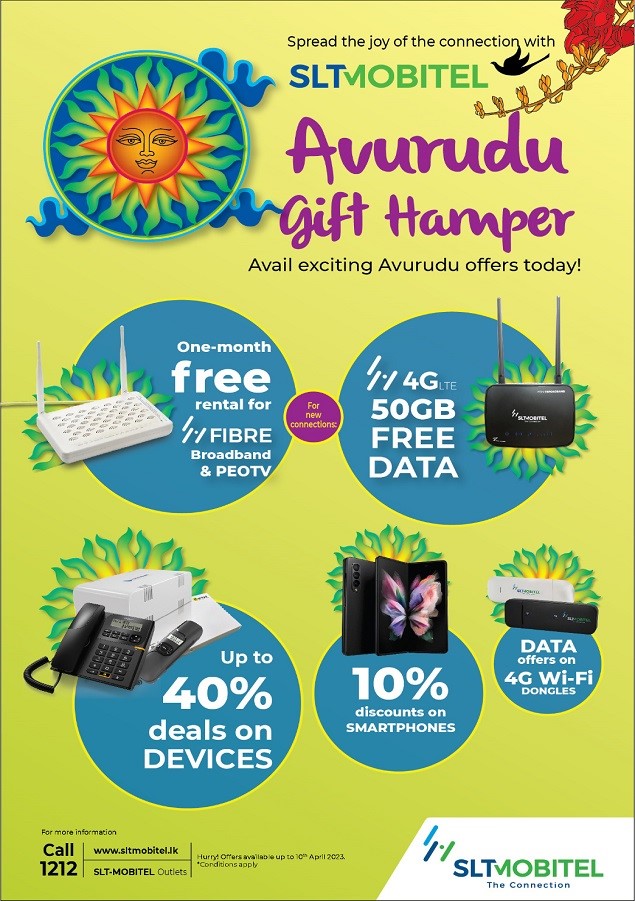 Spread the joy of the connection with
SLTMOBITEL
Avurudu
Gift Hamper
Avail exciting Avurudu offers today!
One-month
free
rental for
FIBRE
Broadband
& PEOTV
For
new
connections:
4G LTE
50GB
FREE
DATA
SLTMOBITEL
Up to
40%
deals on
DEVICES
10%
discounts on
SMARTPHONES
SLTMOBITEL
SLTMOBITEL
DATA
offers on
4G Wi-Fi
DONGLES
For more information
Call
1212
www.sltmobitel.lk
SLT-MOBITEL Outlets
Hurry! Offers available up to 10th April 2023.
*Conditions apply
SLTMOBITEL
The Connection